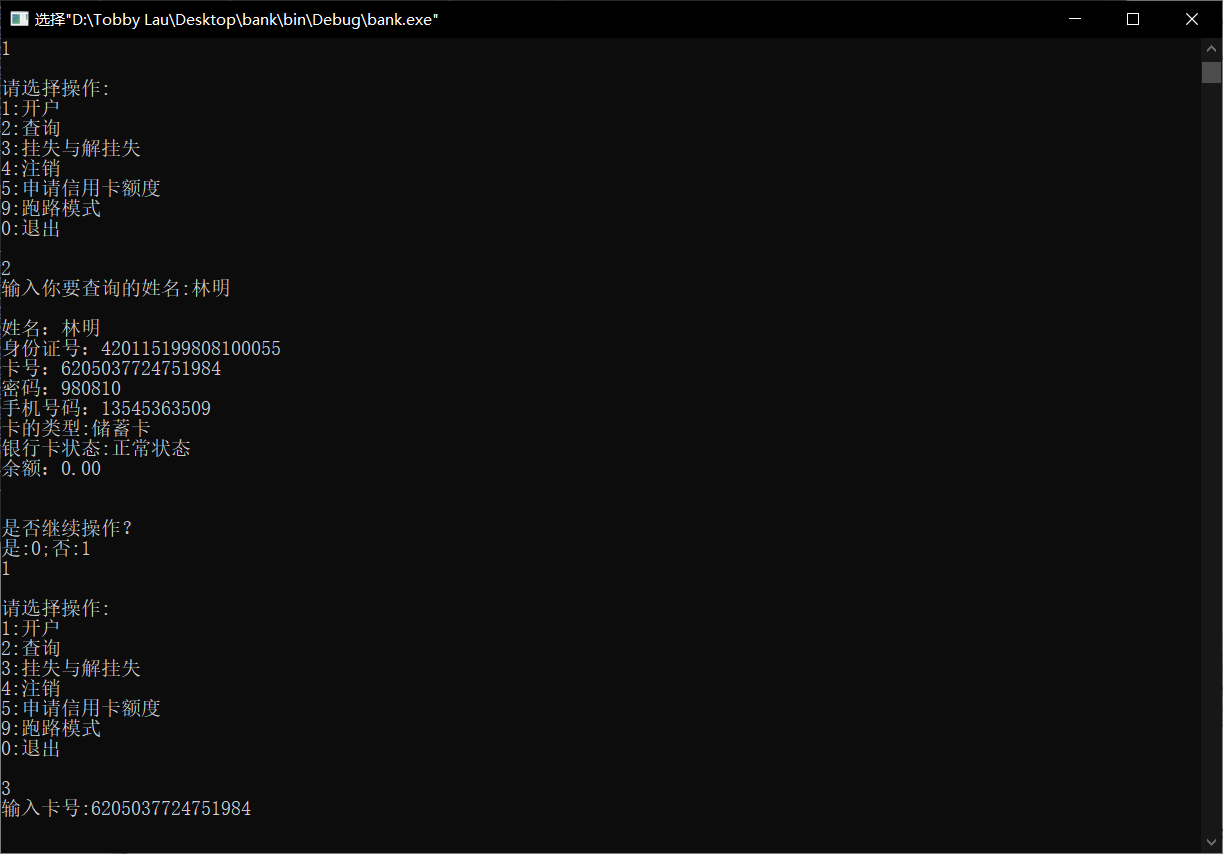 选择"D:\Tobby Lau\Desktop\bank\bin\Debug\bank.exe"
1
请选择操作:
1:开户
2:查询
3:挂失与解挂失
4:注销
5:申请信用卡额度
9:跑路模式
0:退出
2
输入你要查询的姓名:林明
姓名：林明
身份证号：420115199808100055
卡号：6205037724751984
密码：980810
手机号码：13545363509
卡的类型:储蓄卡
银行卡状态:正常状态
余额：0.00
是否继续操作？
是:0;否:1
1
请选择操作:
1:开户
2:查询
3:挂失与解挂失
4:注销
5:申请信用卡额度
9:跑路模式
0:退出
3
输入卡号:6205037724751984